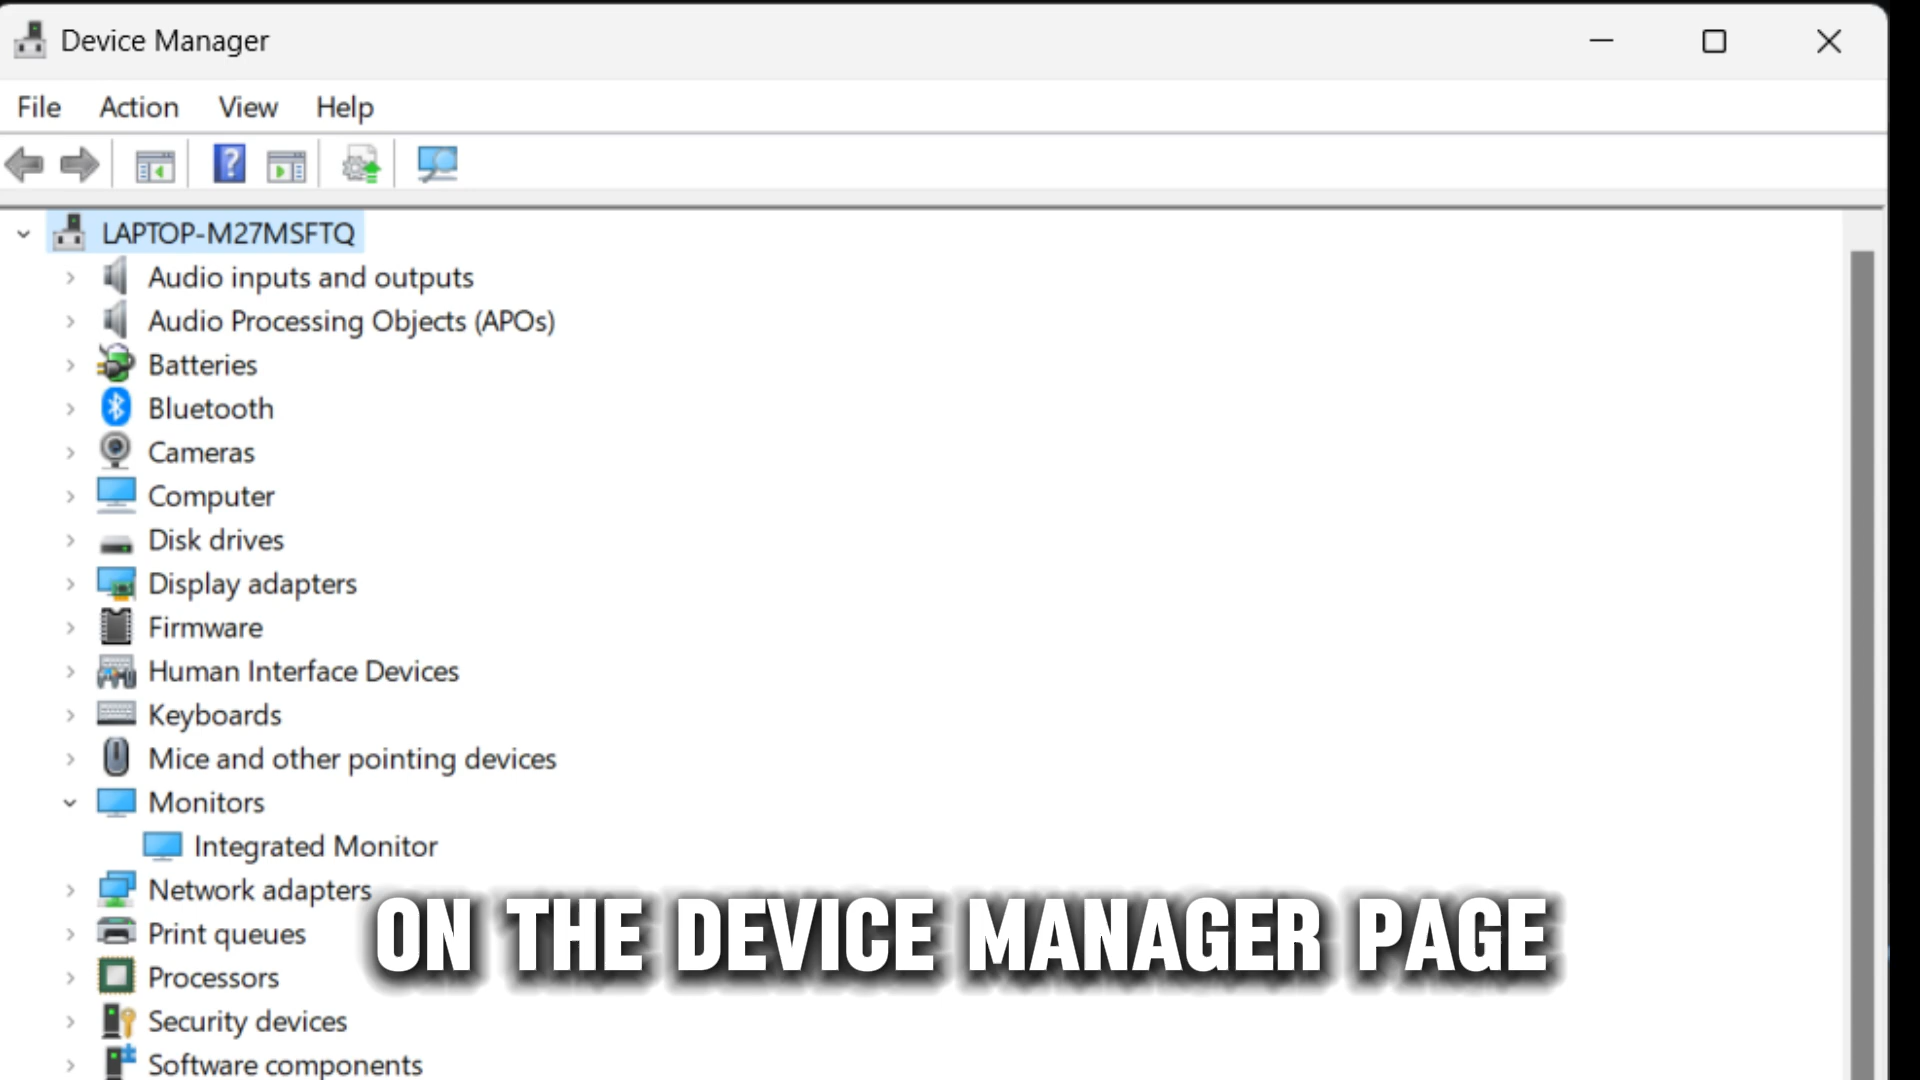 Device Manager
File Action View Help
?
LAPTOP-M27MSFTQ
Audio inputs and outputs
Audio Processing Objects (APOs)
Batteries
Bluetooth
Cameras
Computer
Disk drives
Display adapters
Firmware
Human Interface Devices
Keyboards
Mice and other pointing devices
Monitors
Integrated Monitor
Network adapters
Print queues
Processors
Security devices
Software components
ON THE DEVICE MANAGER PAGE